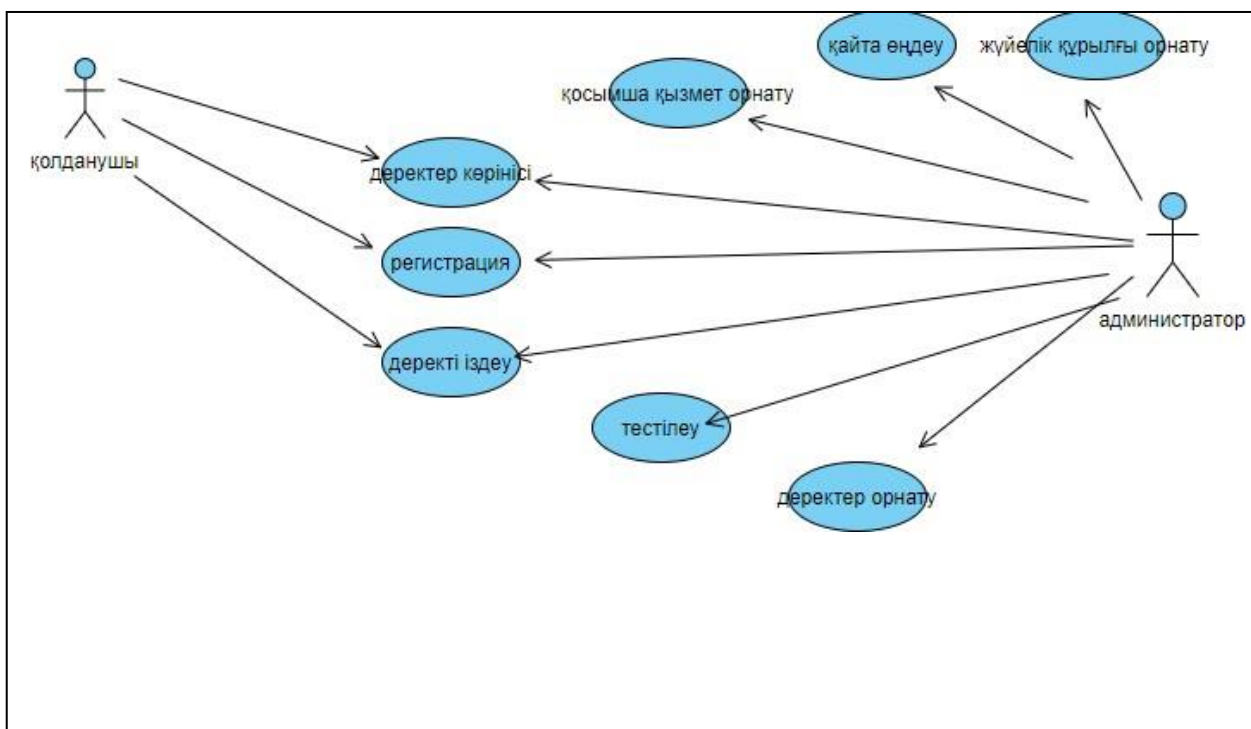 қайта өңдеу
жүйелік құрылғы орнату
қосымша қызмет орнату
қолданушы
деректер көрінісі
регистрация
администратор
деректі іздеу
тестілеу
деректер орнату